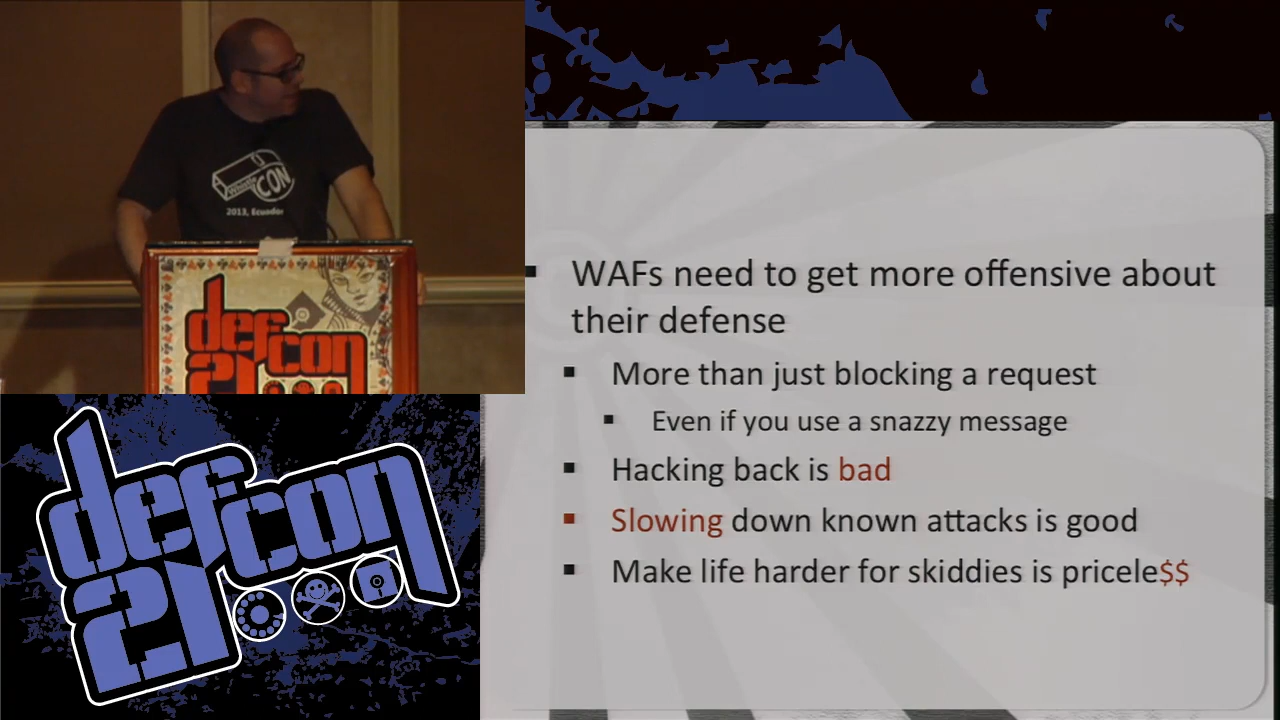 WhiskyCON
2013, Ecuador
defcon
21
defcon
21
WAFs need to get more offensive about
their defense
More than just blocking a request
Even if you use a snazzy message
Hacking back is bad
Slowing down known attacks is good
Make life harder for skiddies is pricele$$